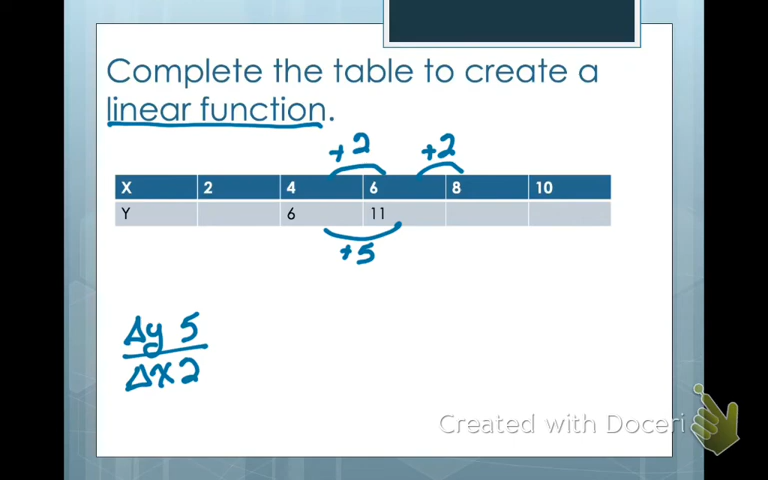 Complete the table to create a
linear function.
+2 +2
X 2 4 6 8 10
Y 6 11
+5
Δy 5
Δx 2
Created with Doceri